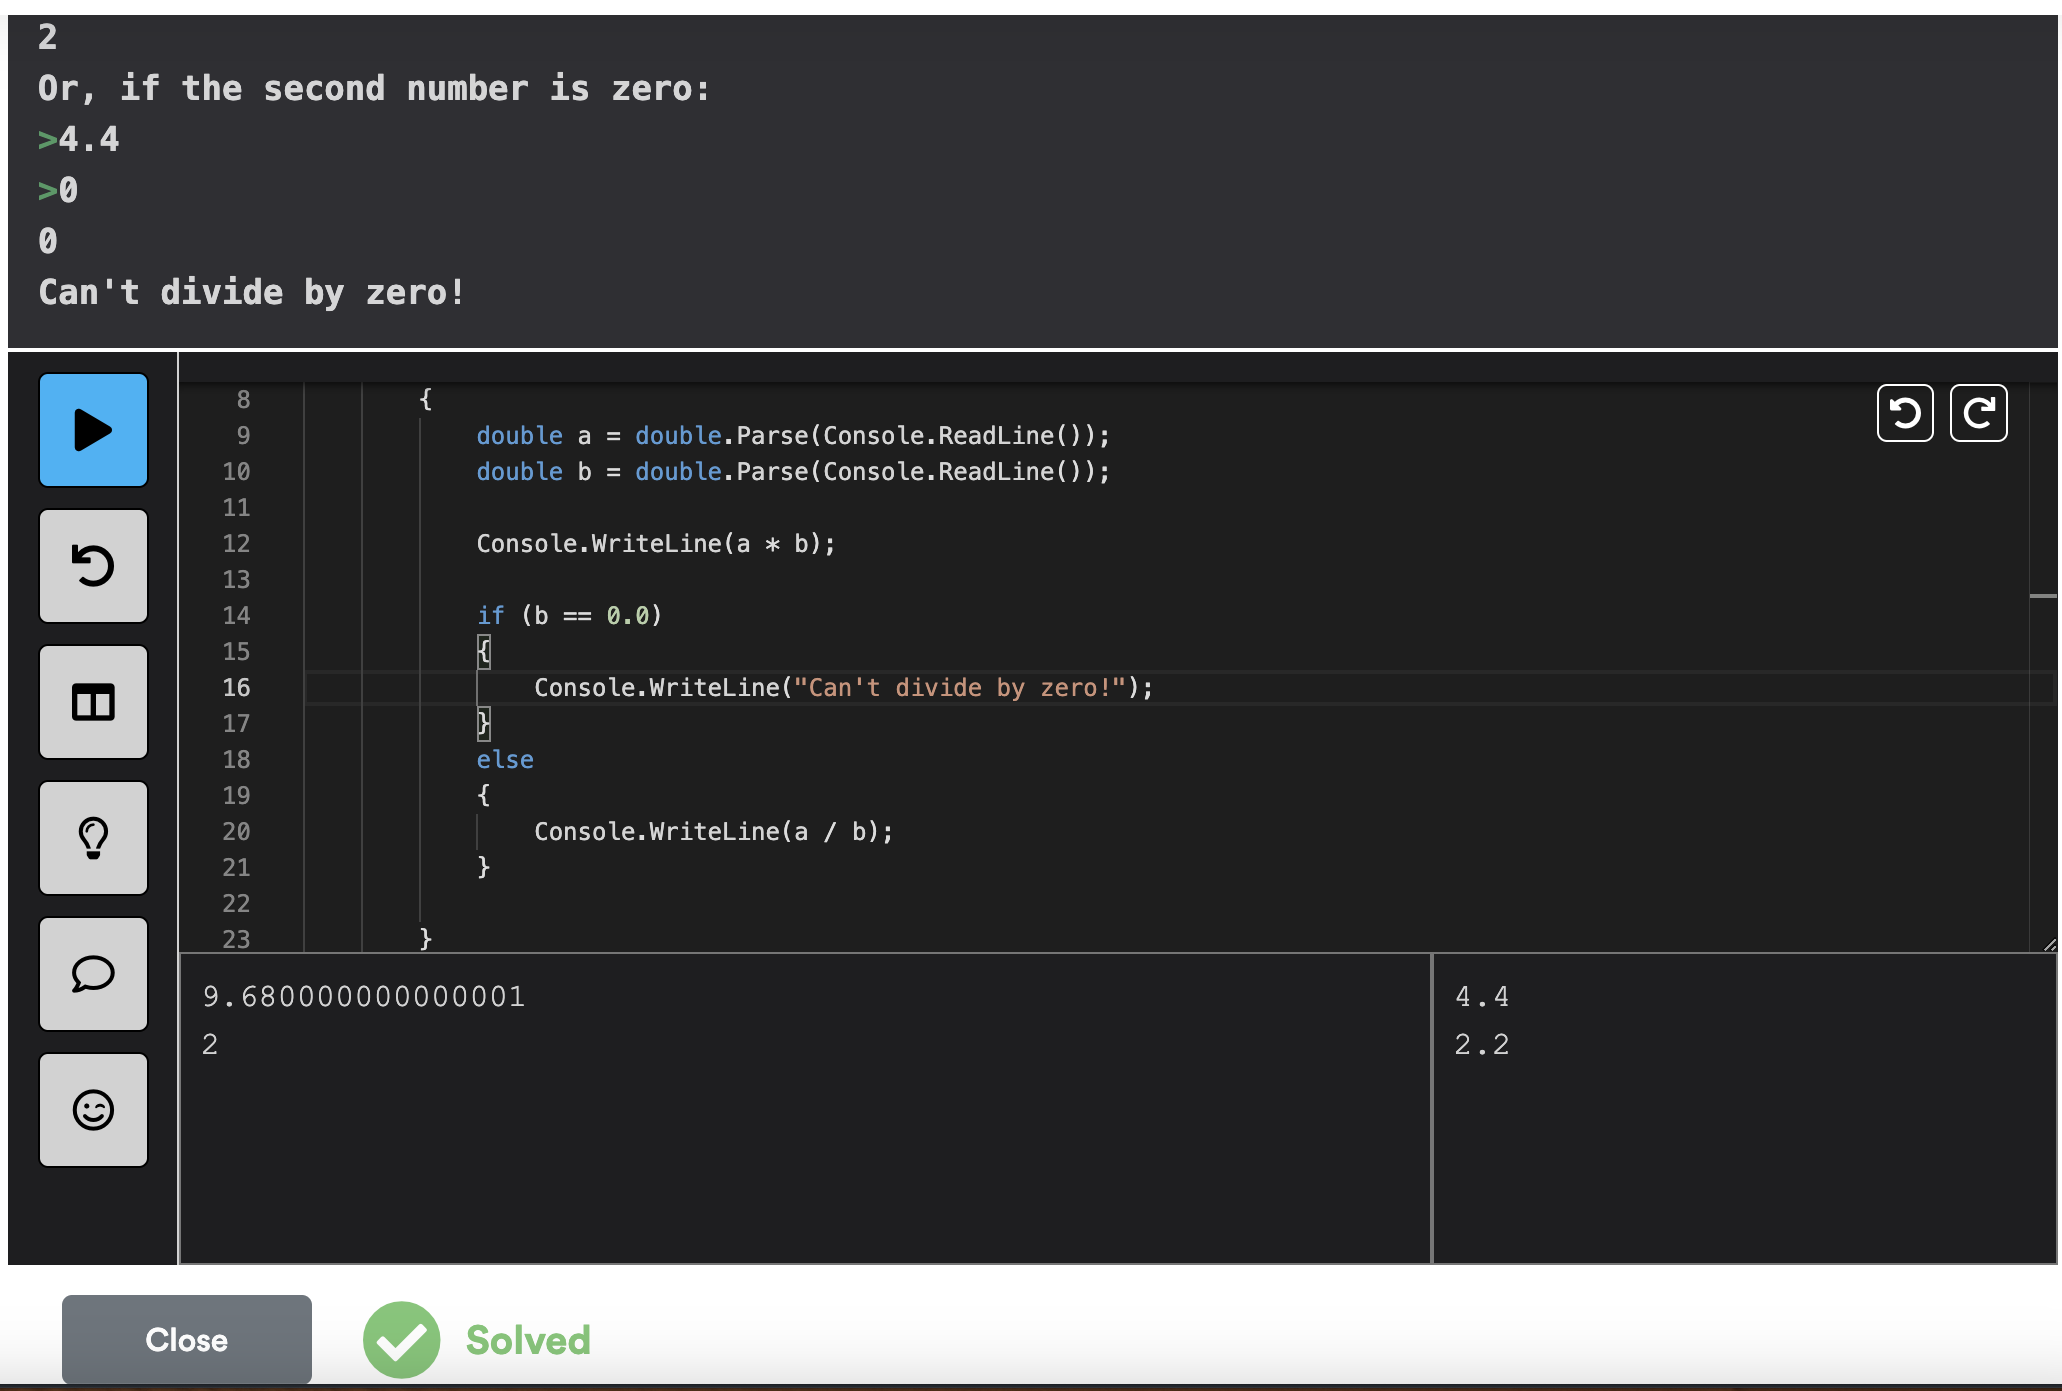 2
Or, if the second number is zero:
>4.4
>0
0
Can't divide by zero!
8 {
9 double a = double.Parse(Console.ReadLine());
10 double b = double.Parse(Console.ReadLine());
11
12 Console.WriteLine(a * b);
13
14 if (b == 0.0)
15 {
16 Console.WriteLine("Can't divide by zero!");
17 }
18 else
19 {
20 Console.WriteLine(a / b);
21 }
22
23 }
9.680000000000001
2
4.4
2.2
Close
Solved